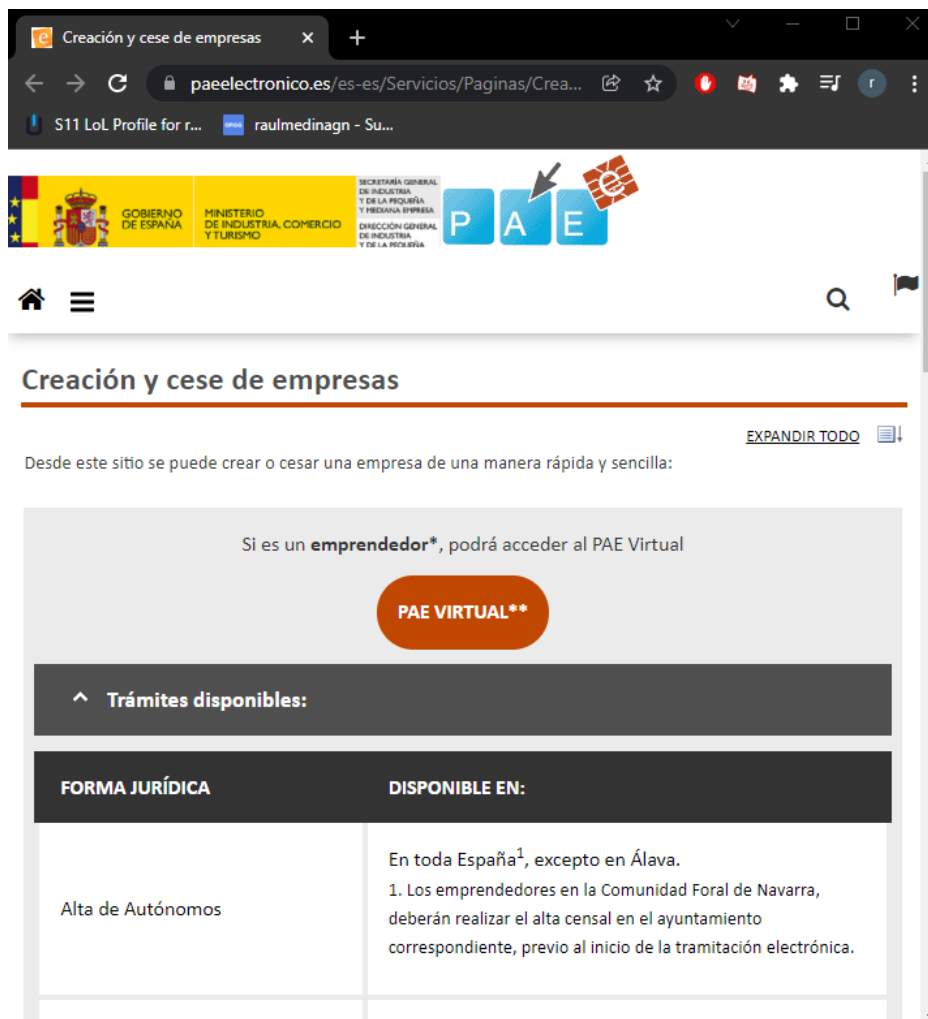 Creación y cese de empresas
paeelectronico.es/es-es/Servicios/Paginas/Crea...
r
S11 LoL Profile for r...
raulmedinagn - Su...
GOBIERNO
DE ESPAÑA
MINISTERIO
DE INDUSTRIA, COMERCIO
Y TURISMO
SECRETARÍA GENERAL
DE INDUSTRIA
Y DE LA PEQUEÑA
Y MEDIANA EMPRESA
DIRECCIÓN GENERAL
DE INDUSTRIA
Y DE LA PEQUEÑA
P A E e
Creación y cese de empresas
EXPANDIR TODO
Desde este sitio se puede crear o cesar una empresa de una manera rápida y sencilla:
Si es un emprendedor*, podrá acceder al PAE Virtual
PAE VIRTUAL**
Trámites disponibles:
FORMA JURÍDICA
DISPONIBLE EN:
Alta de Autónomos
En toda España1, excepto en Álava.
1. Los emprendedores en la Comunidad Foral de Navarra,
deberán realizar el alta censal en el ayuntamiento
correspondiente, previo al inicio de la tramitación electrónica.